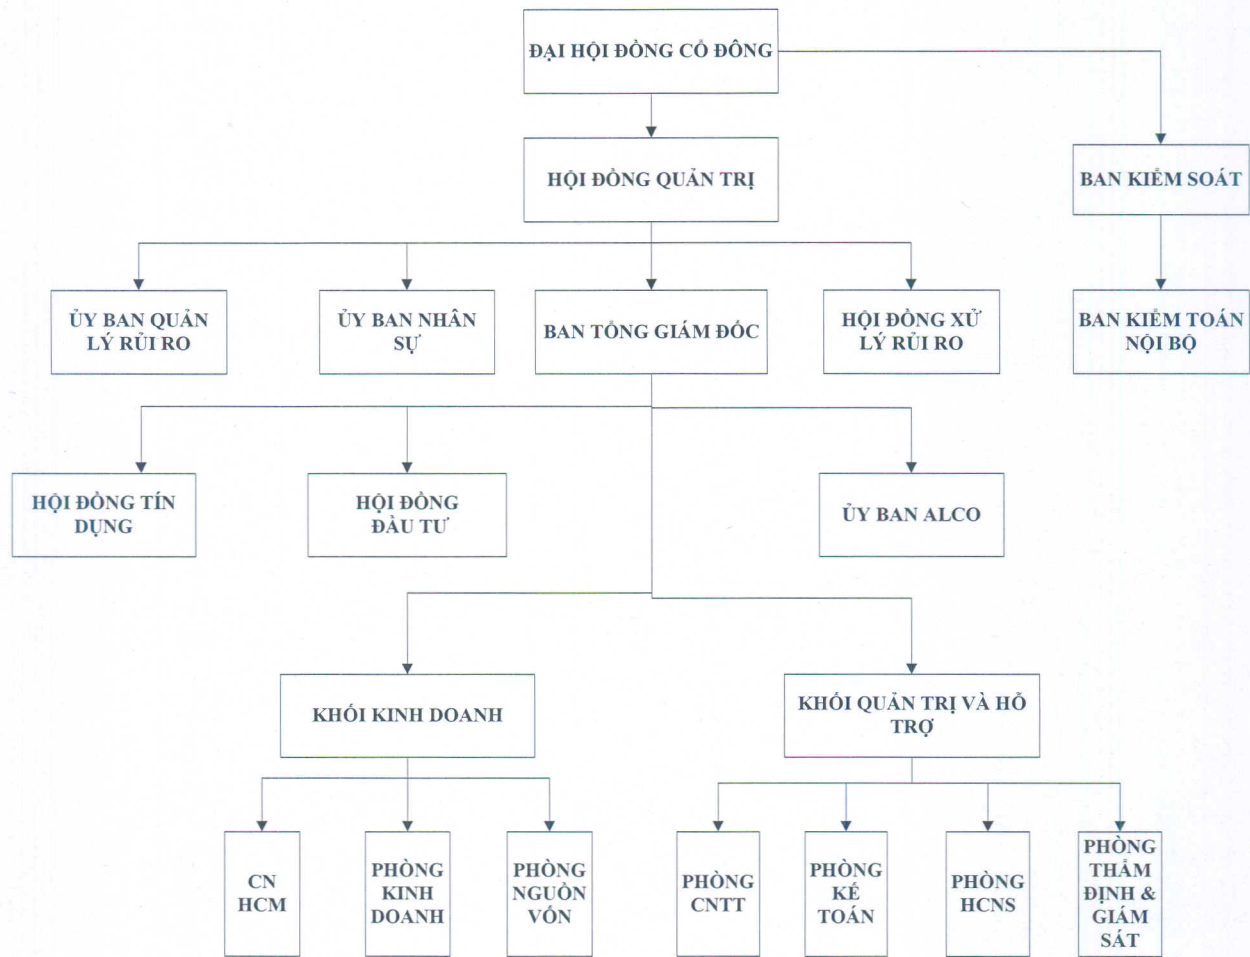 ĐẠI HỘI ĐỒNG CỔ ĐÔNG
HỘI ĐỒNG QUẢN TRỊ
BAN KIỂM SOÁT
ỦY BAN QUẢN
LÝ RỦI RO
ỦY BAN NHÂN
SỰ
BAN TỔNG GIÁM ĐỐC
HỘI ĐỒNG XỬ
LÝ RỦI RO
BAN KIỂM TOÁN
NỘI BỘ
HỘI ĐỒNG TÍN
DỤNG
HỘI ĐỒNG
ĐẦU TƯ
ỦY BAN ALCO
KHỐI KINH DOANH
KHỐI QUẢN TRỊ VÀ HỖ
TRỢ
CN
HCM
PHÒNG
KINH
DOANH
PHÒNG
NGUỒN
VỐN
PHÒNG
CNTT
PHÒNG
KẾ
TOÁN
PHÒNG
HCNS
PHÒNG
THẨM
ĐỊNH &
GIÁM
SÁT